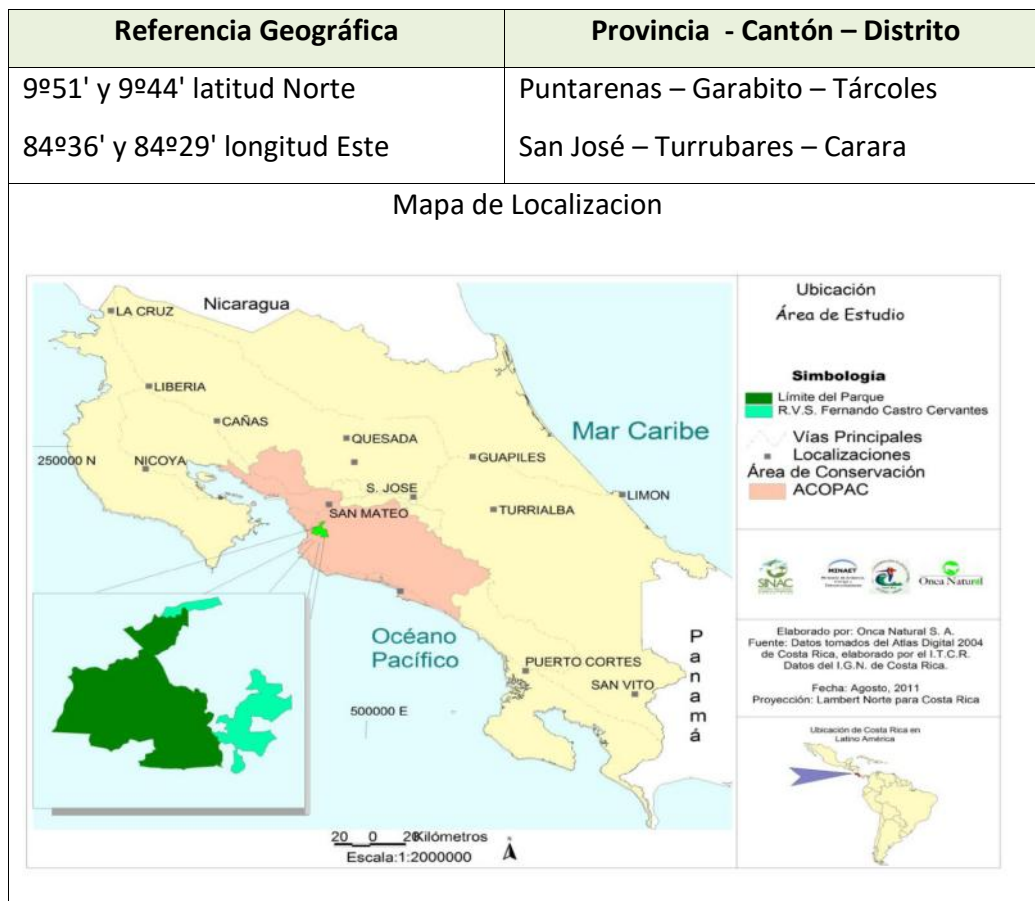 Referencia Geográfica
Provincia - Cantón – Distrito
9º51' y 9º44' latitud Norte
84º36' y 84º29' longitud Este
Puntarenas – Garabito – Tárcoles
San José – Turrubares – Carara
Mapa de Localizacion
Nicaragua
LA CRUZ
LIBERIA
CAÑAS
QUESADA
Mar Caribe
250000 N
NICOYA
GUAPILES
S. JOSE
LIMON
SAN MATEO
TURRIALBA
Océano
Pacífico
Panamá
PUERTO CORTES
SAN VITO
500000 E
20 0 20 Kilómetros
Escala:1:2000000
Ubicación
Área de Estudio
Simbología
Límite del Parque
R.V.S. Fernando Castro Cervantes
Vías Principales
Localizaciones
Área de Conservación
ACOPAC
SINAC
MINAET
Onca Natural
Elaborado por: Onca Natural S. A.
Fuente: Datos tomados del Atlas Digital 2004
de Costa Rica, elaborado por el I.T.C.R.
Datos del I.G.N. de Costa Rica.
Fecha: Agosto, 2011
Proyección: Lambert Norte para Costa Rica
Ubicación de Costa Rica en
Latino América